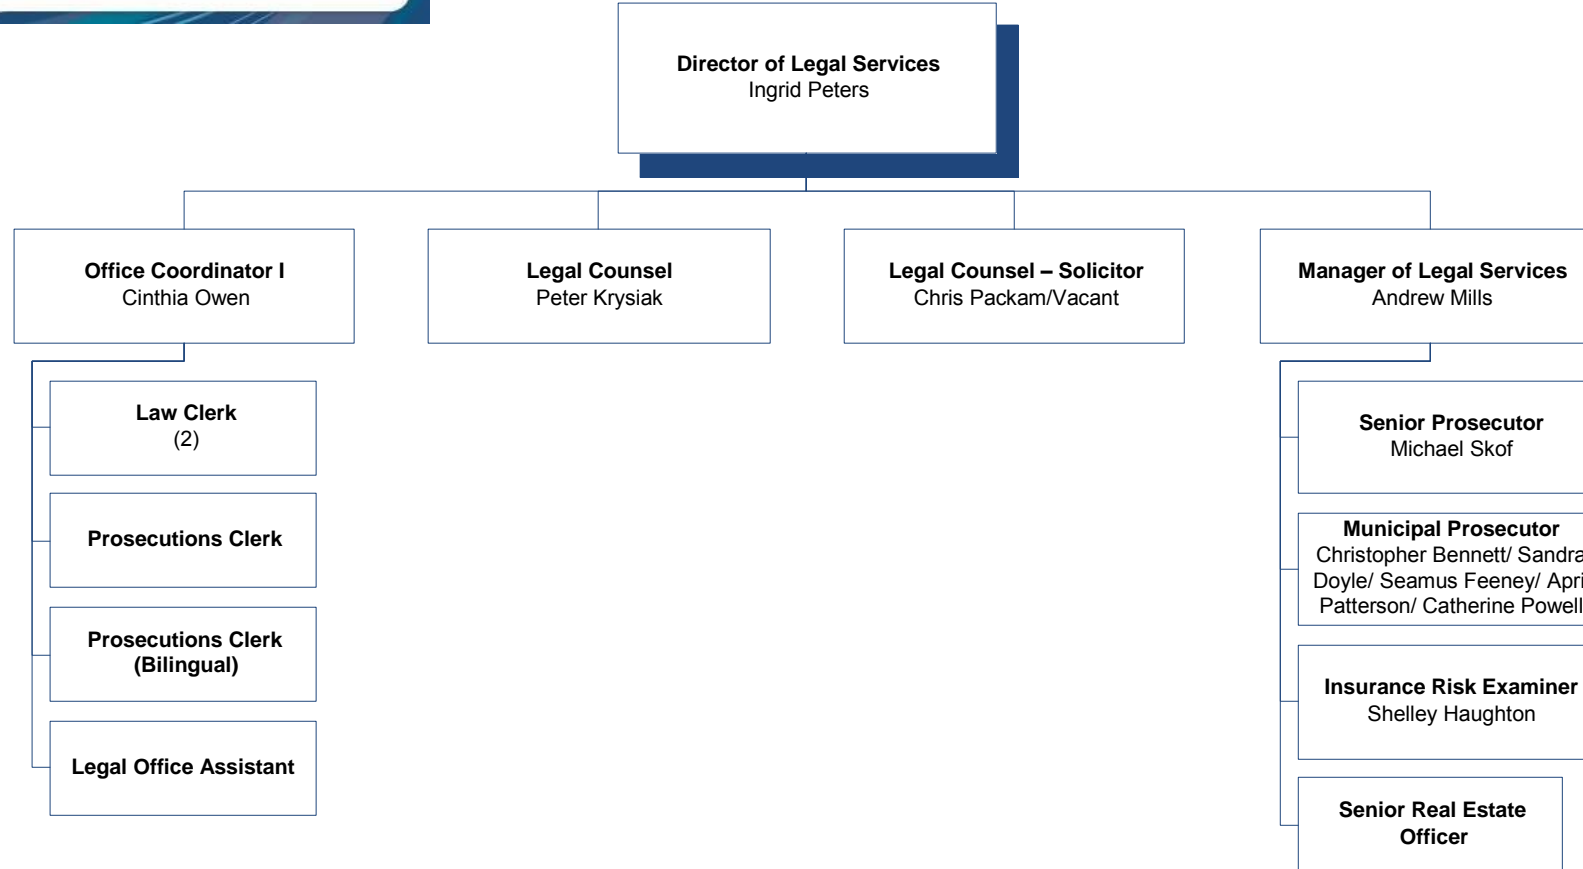 Director of Legal Services
Ingrid Peters
Office Coordinator I
Cinthia Owen
Legal Counsel
Peter Krysiak
Legal Counsel – Solicitor
Chris Packam/Vacant
Manager of Legal Services
Andrew Mills
Law Clerk
(2)
Prosecutions Clerk
Prosecutions Clerk
(Bilingual)
Legal Office Assistant
Senior Prosecutor
Michael Skof
Municipal Prosecutor
Christopher Bennett/ Sandra
Doyle/ Seamus Feeney/ Apri
Patterson/ Catherine Powell
Insurance Risk Examiner
Shelley Haughton
Senior Real Estate
Officer